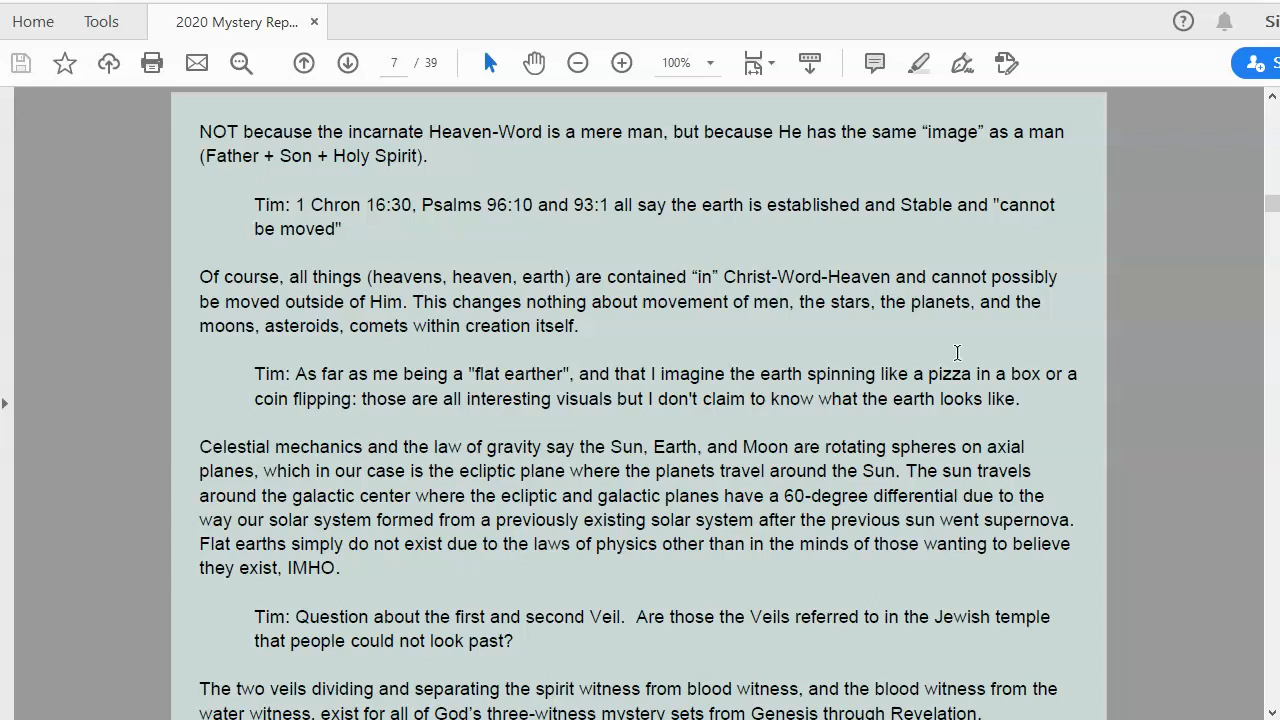 Home Tools 2020 Mystery Rep... ×
7 / 39 100%
NOT because the incarnate Heaven-Word is a mere man, but because He has the same “image” as a man
(Father + Son + Holy Spirit).
Tim: 1 Chron 16:30, Psalms 96:10 and 93:1 all say the earth is established and Stable and "cannot
be moved"
Of course, all things (heavens, heaven, earth) are contained “in” Christ-Word-Heaven and cannot possibly
be moved outside of Him. This changes nothing about movement of men, the stars, the planets, and the
moons, asteroids, comets within creation itself.
Tim: As far as me being a "flat earther", and that I imagine the earth spinning like a pizza in a box or a
coin flipping: those are all interesting visuals but I don't claim to know what the earth looks like.
Celestial mechanics and the law of gravity say the Sun, Earth, and Moon are rotating spheres on axial
planes, which in our case is the ecliptic plane where the planets travel around the Sun. The sun travels
around the galactic center where the ecliptic and galactic planes have a 60-degree differential due to the
way our solar system formed from a previously existing solar system after the previous sun went supernova.
Flat earths simply do not exist due to the laws of physics other than in the minds of those wanting to believe
they exist, IMHO.
Tim: Question about the first and second Veil.  Are those the Veils referred to in the Jewish temple
that people could not look past?
The two veils dividing and separating the spirit witness from blood witness, and the blood witness from the
water witness, exist for all of God’s three-witness mystery sets from Genesis through Revelation.